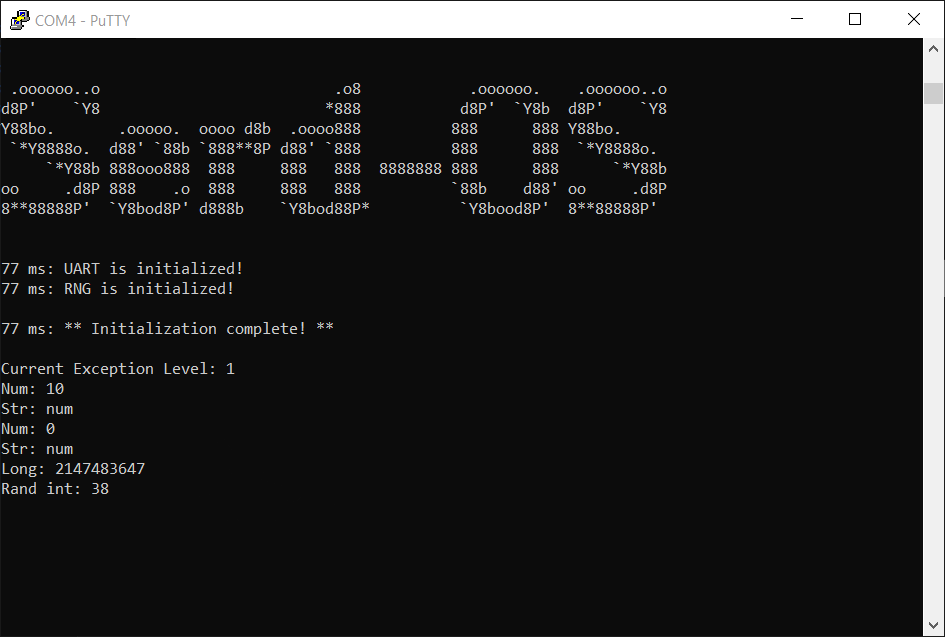 COM4 - PuTTY
 .oooooo..o                          .o8            .oooooo.    .oooooo..o
d8P'    `Y8                         *888           d8P'  `Y8b  d8P'    `Y8
Y88bo.       .ooooo.  oooo d8b  .oooo888          888      888 Y88bo.
 `*Y8888o.  d88' `88b `888**8P d88' `888          888      888  `*Y8888o.
     `*Y88b 888ooo888  888     888   888  8888888 888      888      `*Y88b
oo     .d8P 888    .o  888     888   888          `88b    d88' oo     .d8P
8**88888P'  `Y8bod8P' d888b    `Y8bod88P*          `Y8bood8P'  8**88888P'
77 ms: UART is initialized!
77 ms: RNG is initialized!
77 ms: ** Initialization complete! **
Current Exception Level: 1
Num: 10
Str: num
Num: 0
Str: num
Long: 2147483647
Rand int: 38